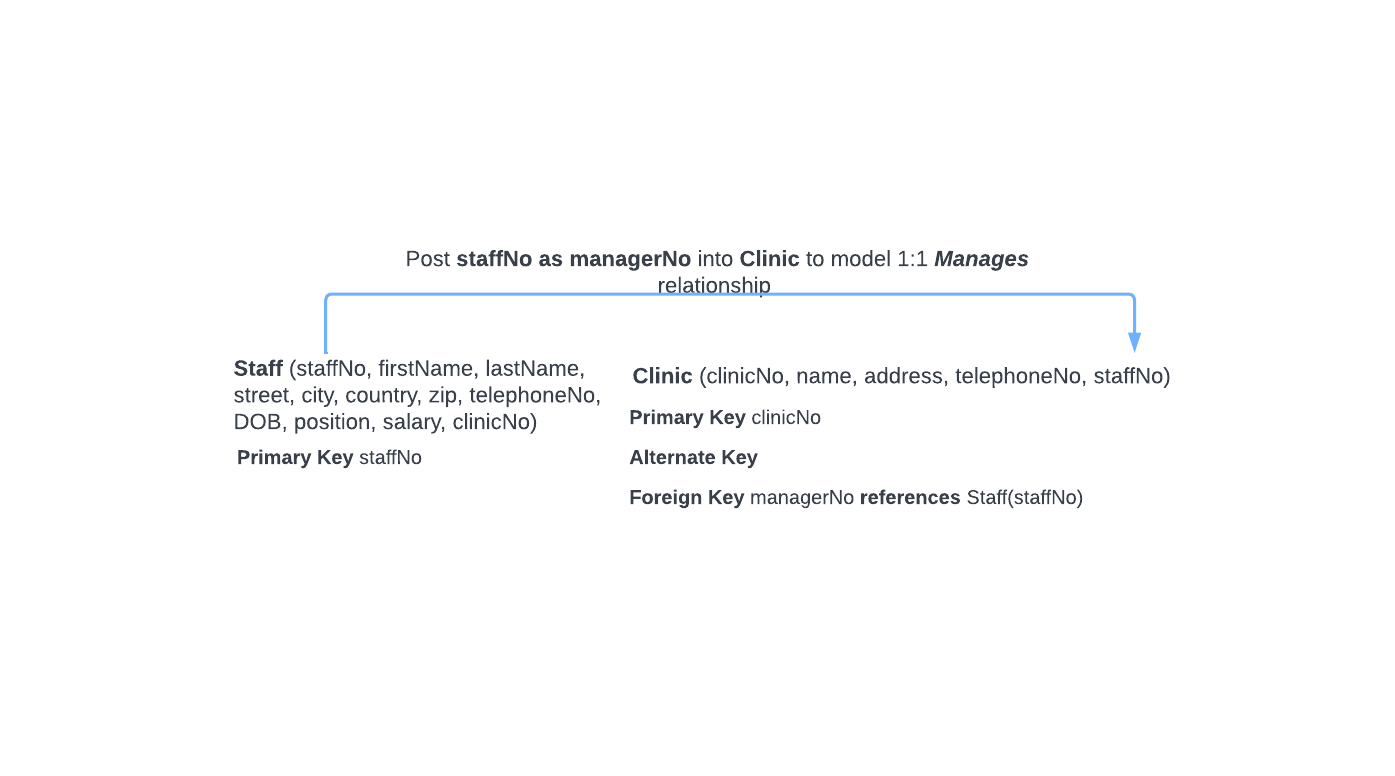 Post staffNo as managerNo into Clinic to model 1:1 Manages
relationship
Staff (staffNo, firstName, lastName,
street, city, country, zip, telephoneNo,
DOB, position, salary, clinicNo)
Primary Key staffNo
Clinic (clinicNo, name, address, telephoneNo, staffNo)
Primary Key clinicNo
Alternate Key
Foreign Key managerNo references Staff(staffNo)